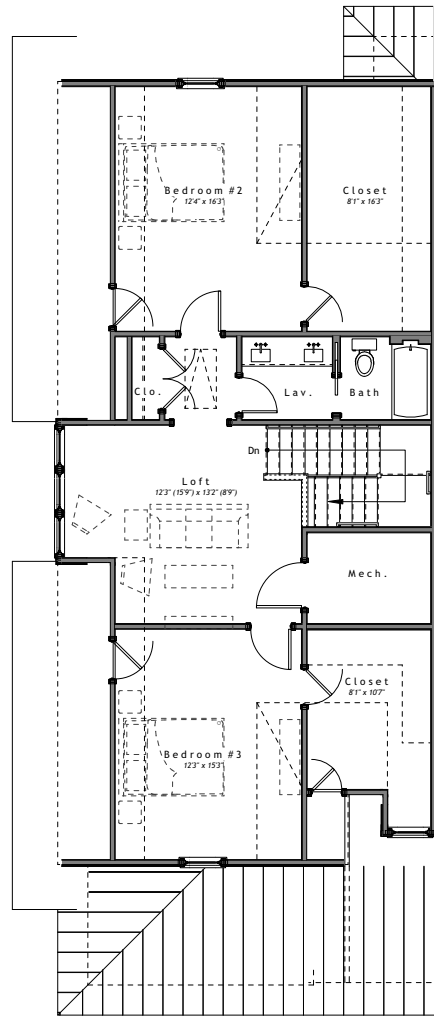 Bedroom #2
12'4" x 16'3"
Closet
8'1" x 16'3"
Clo.
Lav.
Bath
Dn
Loft
12'3" (15'9") x 13'2" (8'9")
Mech.
Closet
8'1" x 10'7"
Bedroom #3
12'3" x 15'3"